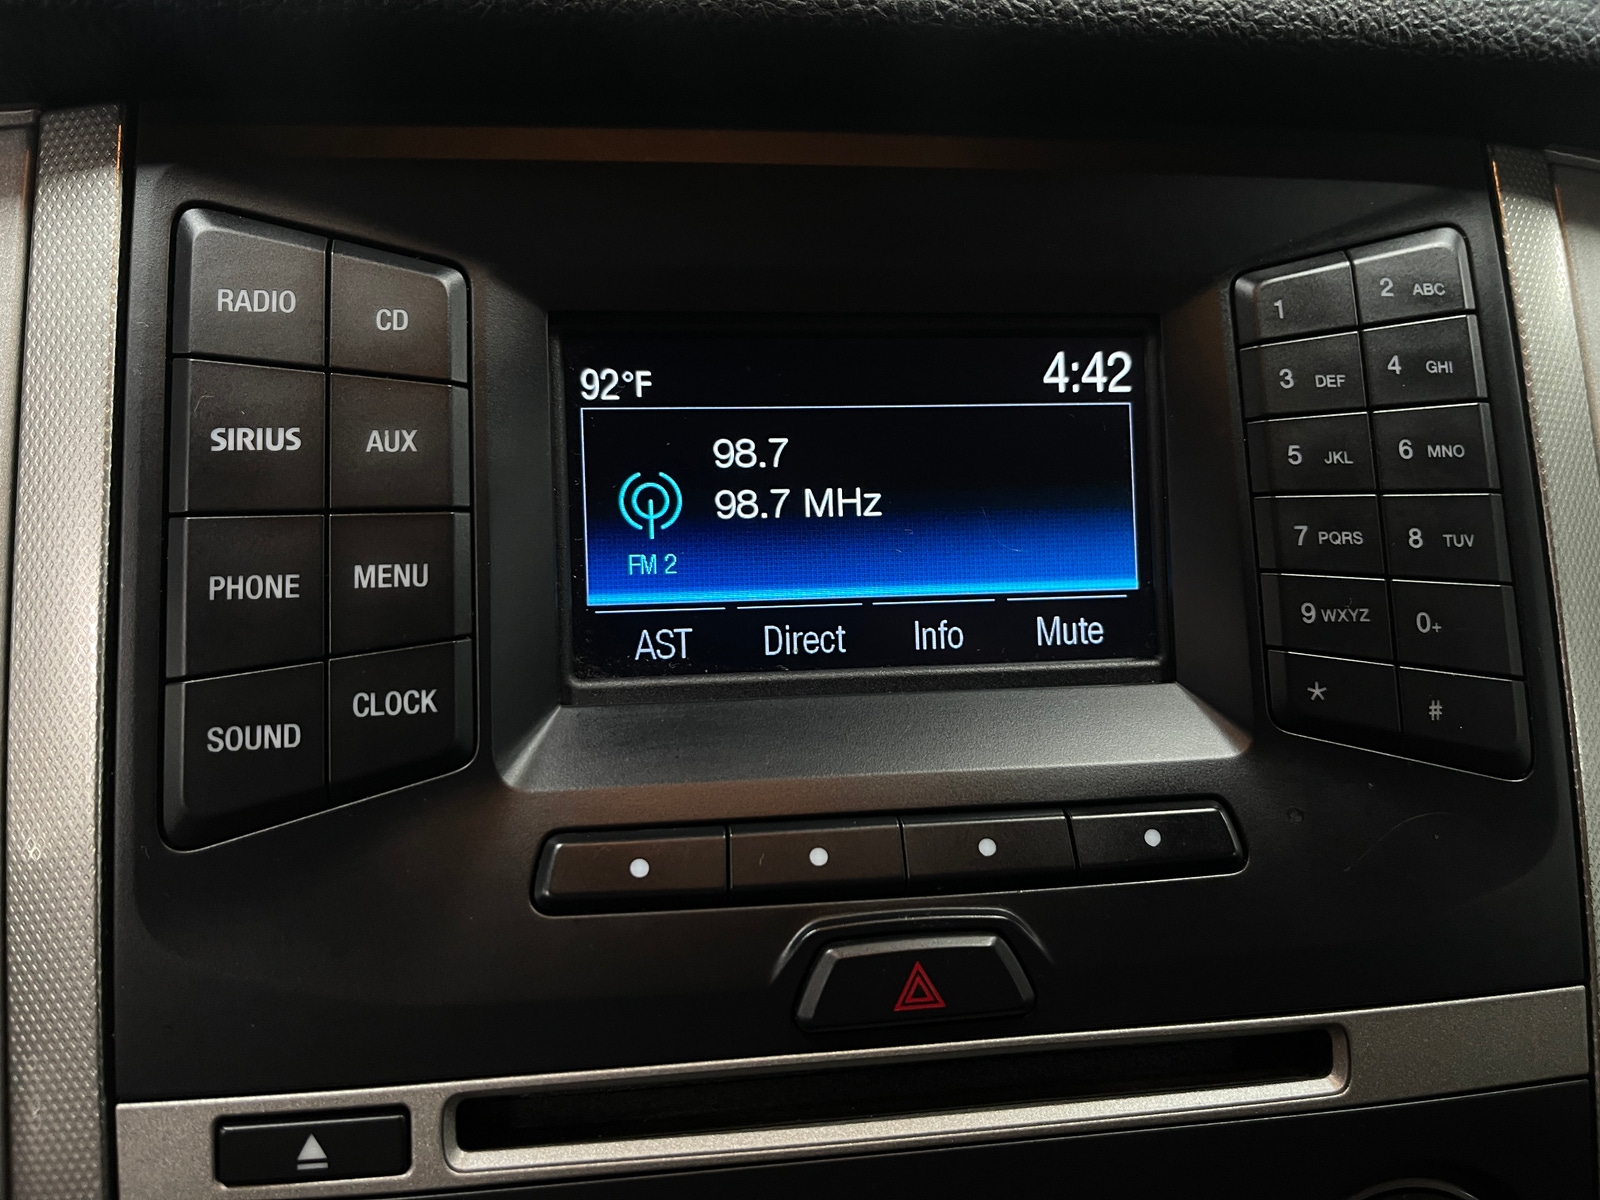 RADIO
CD
SIRIUS
AUX
PHONE
MENU
SOUND
CLOCK
92°F
4:42
98.7
98.7 MHz
FM 2
AST Direct Info Mute
1
2 ABC
3 DEF
4 GHI
5 JKL
6 MNO
7 PQRS
8 TUV
9 WXYZ
0+
*
#